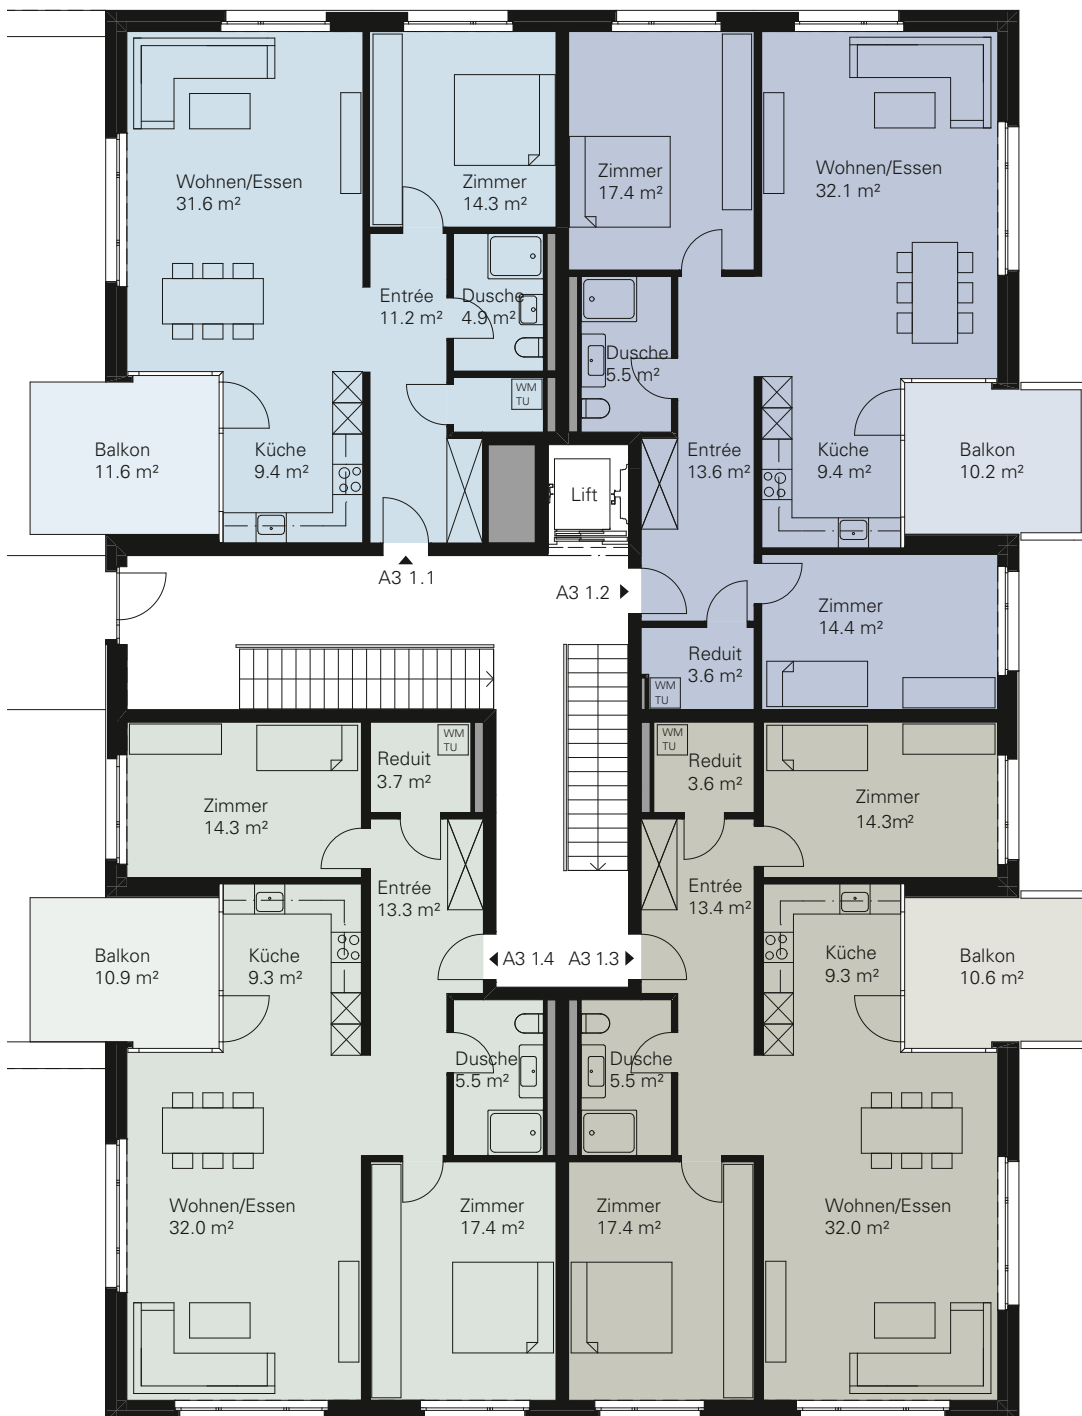 Wohnen/Essen
31.6 m²
Zimmer
14.3 m²
Zimmer
17.4 m²
Wohnen/Essen
32.1 m²
Entrée
11.2 m²
Dusche
4.9 m²
Dusche
5.5 m²
WM
TU
Balkon
11.6 m²
Küche
9.4 m²
Lift
Entrée
13.6 m²
Küche
9.4 m²
Balkon
10.2 m²
A3 1.1
A3 1.2
Zimmer
14.4 m²
Reduit
3.6 m²
WM
TU
Zimmer
14.3 m²
Reduit
3.7 m²
WM
TU
WM
TU
Reduit
3.6 m²
Zimmer
14.3m²
Entrée
13.3 m²
Entrée
13.4 m²
Balkon
10.9 m²
Küche
9.3 m²
A3 1.4
A3 1.3
Küche
9.3 m²
Balkon
10.6 m²
Dusche
5.5 m²
Dusche
5.5 m²
Wohnen/Essen
32.0 m²
Zimmer
17.4 m²
Zimmer
17.4 m²
Wohnen/Essen
32.0 m²